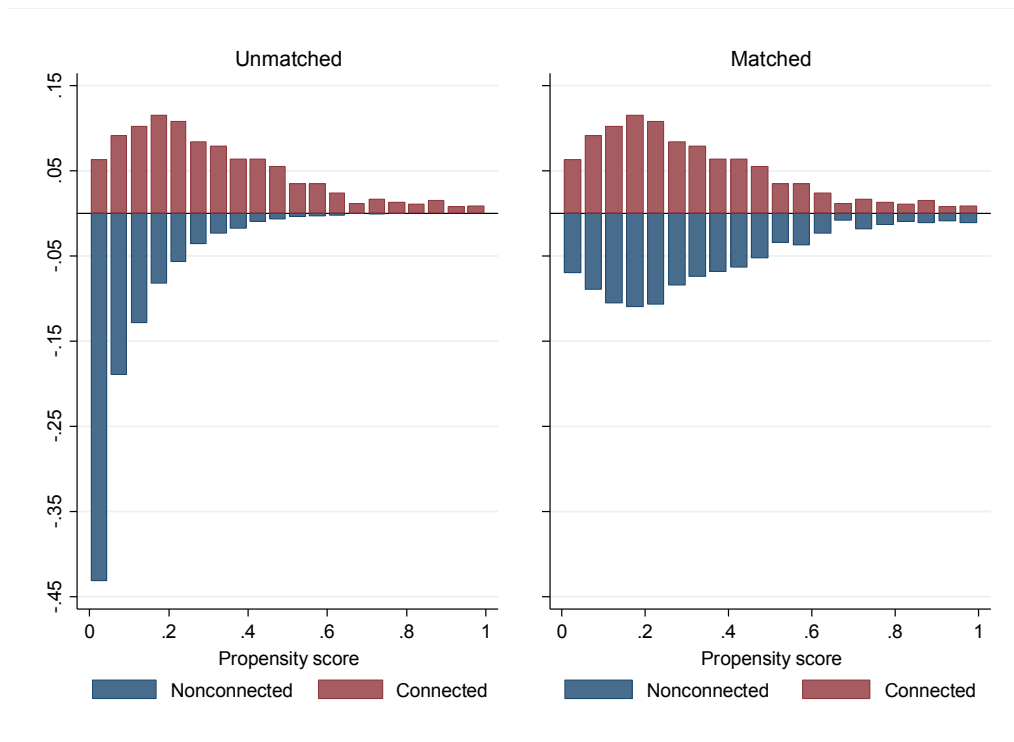 Unmatched
.15
.05
-.05
-.15
-.25
-.35
-.45
0 .2 .4 .6 .8 1
Propensity score
Nonconnected Connected
Matched
0 .2 .4 .6 .8 1
Propensity score
Nonconnected Connected